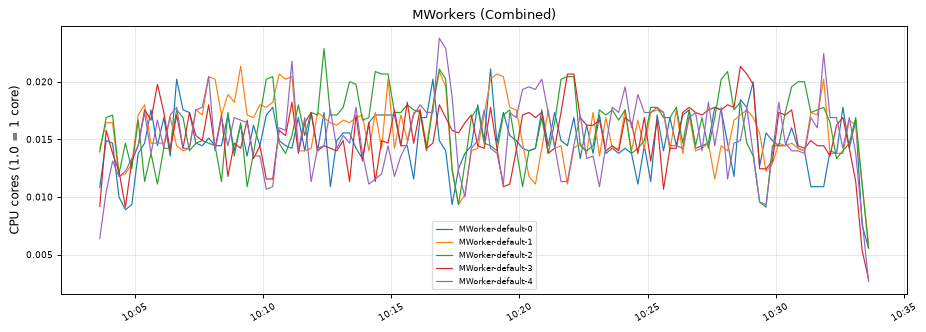 MWorkers (Combined)
CPU cores (1.0 = 1 core)
0.020
0.015
0.010
0.005
MWorker-default-0
MWorker-default-1
MWorker-default-2
MWorker-default-3
MWorker-default-4
10:05
10:10
10:15
10:20
10:25
10:30
10:35